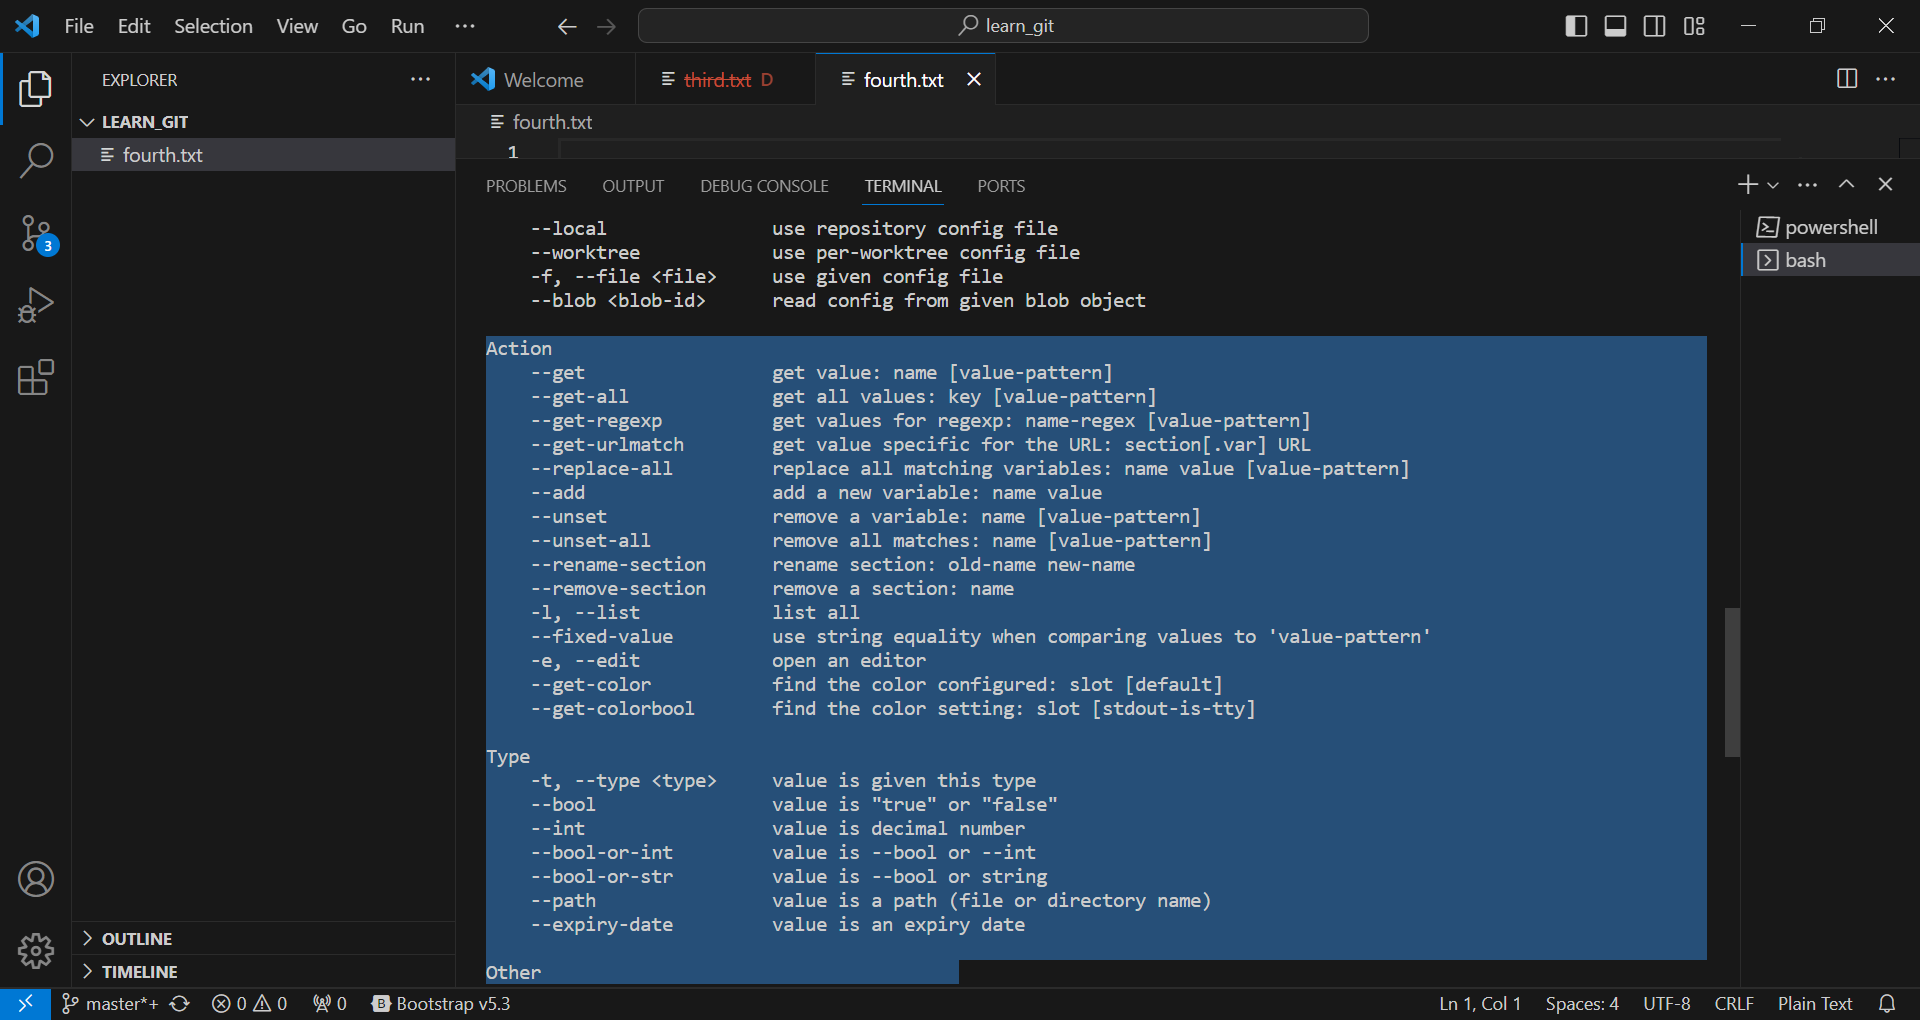 File Edit Selection View Go Run ···
learn_git
EXPLORER ···
LEARN_GIT
fourth.txt
Welcome
third.txt D
fourth.txt
fourth.txt
1
PROBLEMS OUTPUT DEBUG CONSOLE TERMINAL PORTS
powershell
bash
--local use repository config file
--worktree use per-worktree config file
-f, --file <file> use given config file
--blob <blob-id> read config from given blob object
Action
--get get value: name [value-pattern]
--get-all get all values: key [value-pattern]
--get-regexp get values for regexp: name-regex [value-pattern]
--get-urlmatch get value specific for the URL: section[.var] URL
--replace-all replace all matching variables: name value [value-pattern]
--add add a new variable: name value
--unset remove a variable: name [value-pattern]
--unset-all remove all matches: name [value-pattern]
--rename-section rename section: old-name new-name
--remove-section remove a section: name
-l, --list list all
--fixed-value use string equality when comparing values to 'value-pattern'
-e, --edit open an editor
--get-color find the color configured: slot [default]
--get-colorbool find the color setting: slot [stdout-is-tty]
Type
-t, --type <type> value is given this type
--bool value is "true" or "false"
--int value is decimal number
--bool-or-int value is --bool or --int
--bool-or-str value is --bool or string
--path value is a path (file or directory name)
--expiry-date value is an expiry date
Other
3
OUTLINE
TIMELINE
master*+ 0 0 0 B Bootstrap v5.3 Ln 1, Col 1 Spaces: 4 UTF-8 CRLF Plain Text